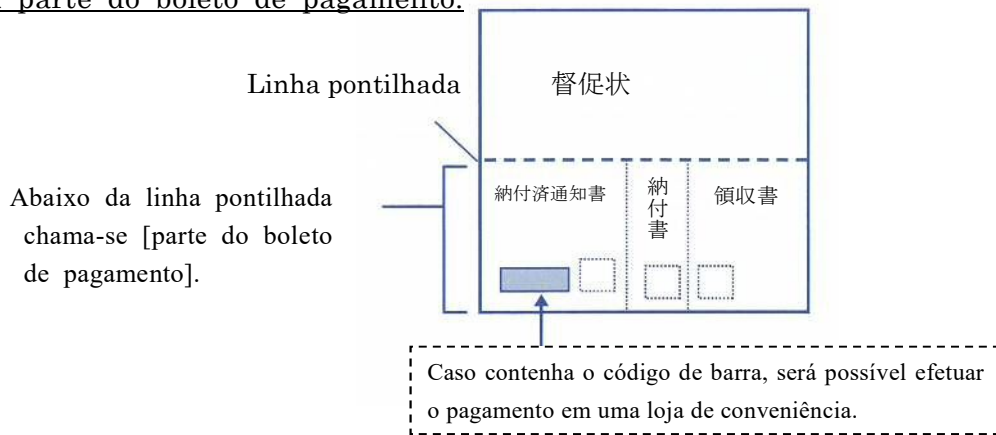 parte do boleto de pagamento.
Linha pontilhada
督促状
Abaixo da linha pontilhada
chama-se [parte do boleto
de pagamento].
納付済通知書
納付書
領収書
Caso contenha o código de barra, será possível efetuar
o pagamento em uma loja de conveniência.